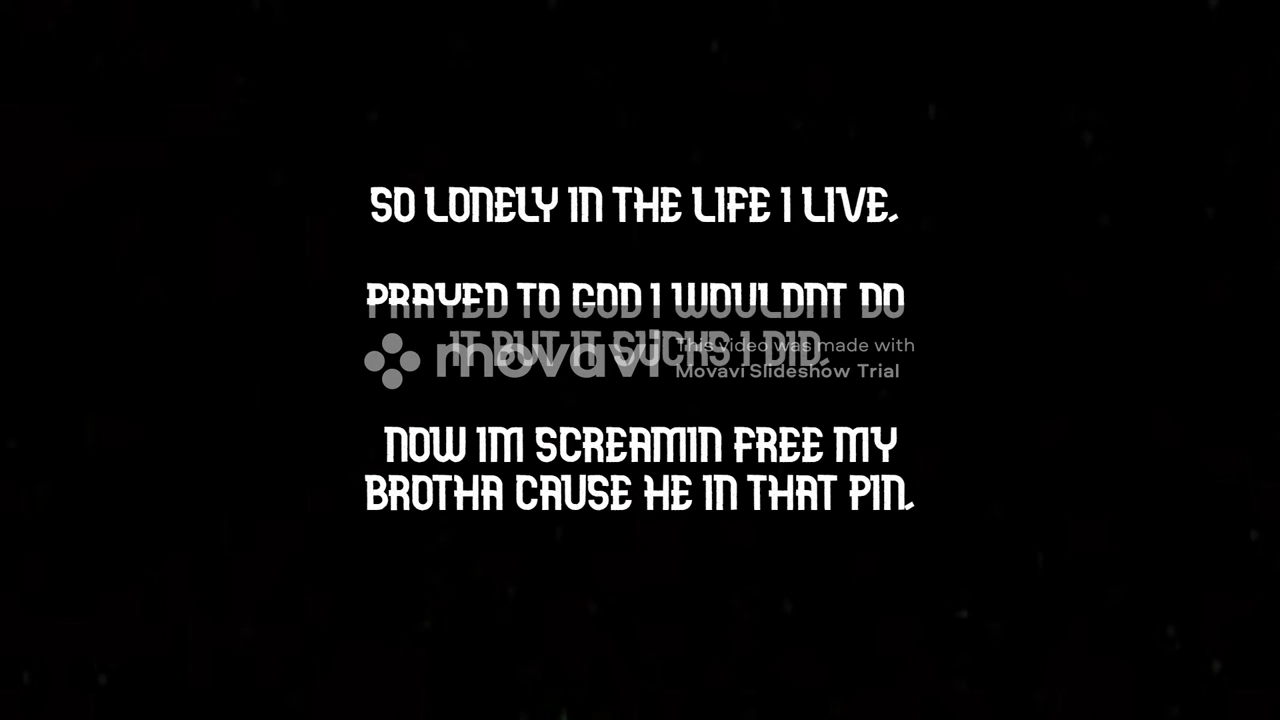 SO LONELY IN THE LIFE I LIVE.
PRAYED TO GOD I WOULDNT DO
IT BUT IT SUCKS I DID.
movavi
This video was made with
Movavi Slideshow Trial
NOW IM SCREAMIN FREE MY
BROTHA CAUSE HE IN THAT PIN.